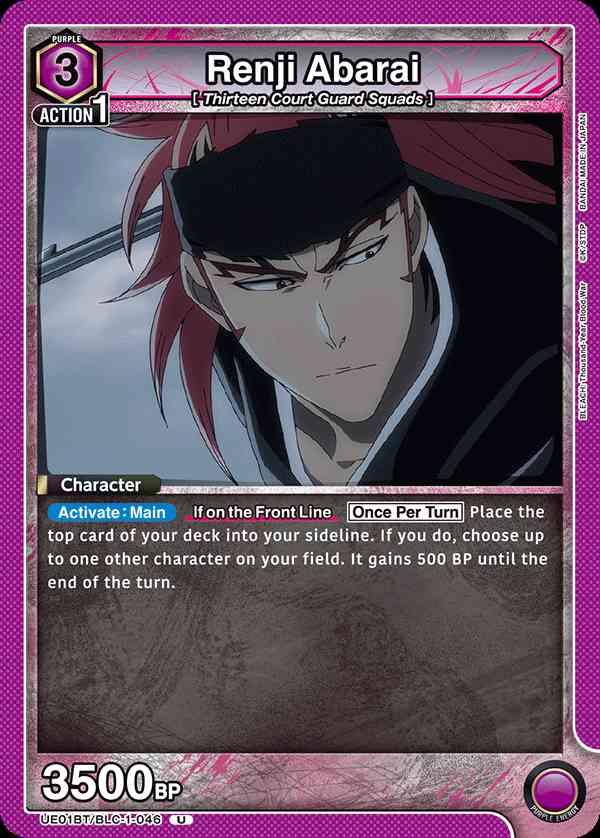 PURPLE
3
Renji Abarai
[ Thirteen Court Guard Squads ]
ACTION 1
BLEACH: Thousand-Year Blood War ©K/STDP BANDAI MADE IN JAPAN
Character
Activate: Main If on the Front Line Once Per Turn Place the
top card of your deck into your sideline. If you do, choose up
to one other character on your field. It gains 500 BP until the
end of the turn.
3500 BP
UE01BT/BLC-1-046 U
PURPLE ENERGY